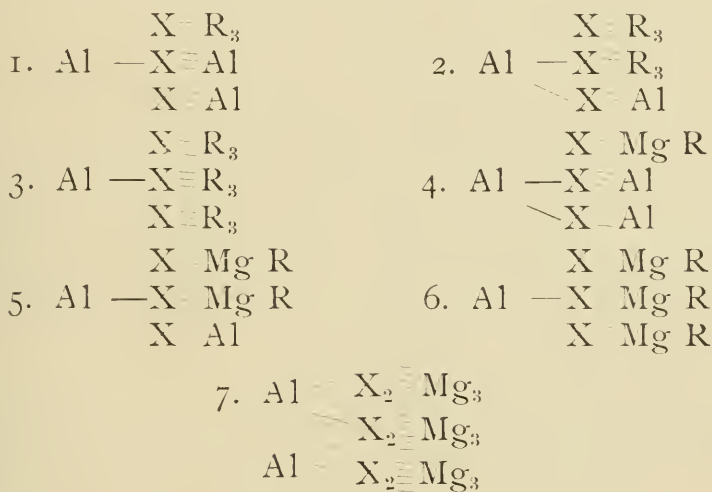 X R₃ X R₃
1. Al —X≡Al 2. Al —X R₃
X Al X Al
X R₃ X Mg R
3. Al —X≡R₃ 4. Al —X Al
X R₃ X Al
X Mg R X Mg R
5. Al —X Mg R 6. Al —X Mg R
X Al X Mg R
7. Al X₂≡Mg₃
X₂ Mg₃
Al X₂≡Mg₃